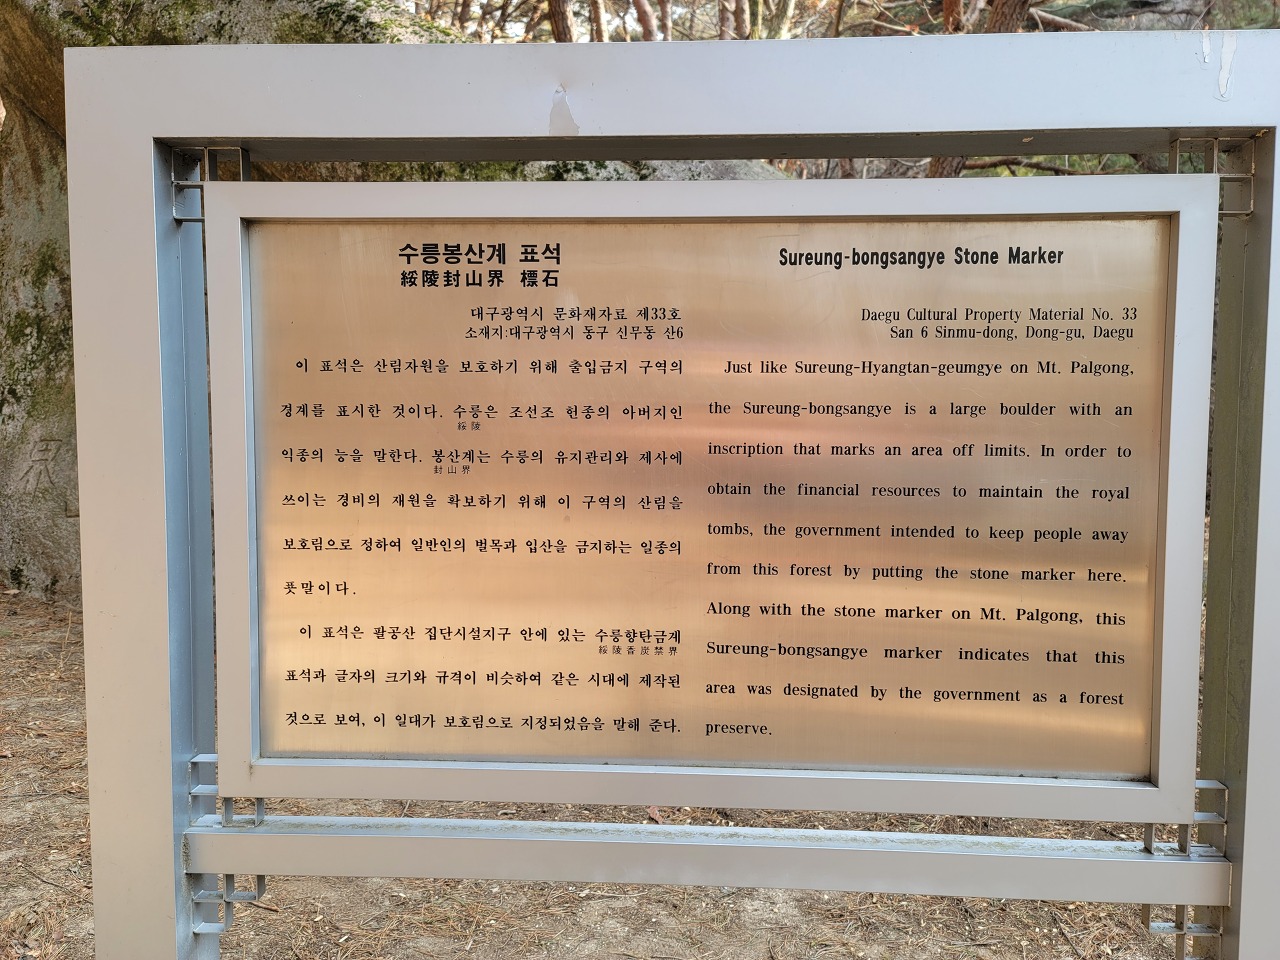 수릉봉산계 표석
綏陵封山界 標石
대구광역시 문화재자료 제33호
소재지:대구광역시 동구 신무동 산6
이 표석은 산림자원을 보호하기 위해 출입금지 구역의
경계를 표시한 것이다. 수릉은 조선조 헌종의 아버지인
綏陵
익종의 능을 말한다. 봉산계는 수릉의 유지관리와 제사에
封山界
쓰이는 경비의 재원을 확보하기 위해 이 구역의 산림을
보호림으로 정하여 일반인의 벌목과 입산을 금지하는 일종의
푯말이다.
이 표석은 팔공산 집단시설지구 안에 있는 수릉향탄금계
綏陵香炭禁界
표석과 글자의 크기와 규격이 비슷하여 같은 시대에 제작된
것으로 보여, 이 일대가 보호림으로 지정되었음을 말해 준다.
Sureung-bongsangye Stone Marker
Daegu Cultural Property Material No. 33
San 6 Sinmu-dong, Dong-gu, Daegu
Just like Sureung-Hyangtan-geumgye on Mt. Palgong,
the Sureung-bongsangye is a large boulder with an
inscription that marks an area off limits. In order to
obtain the financial resources to maintain the royal
tombs, the government intended to keep people away
from this forest by putting the stone marker here.
Along with the stone marker on Mt. Palgong, this
Sureung-bongsangye marker indicates that this
area was designated by the government as a forest
preserve.